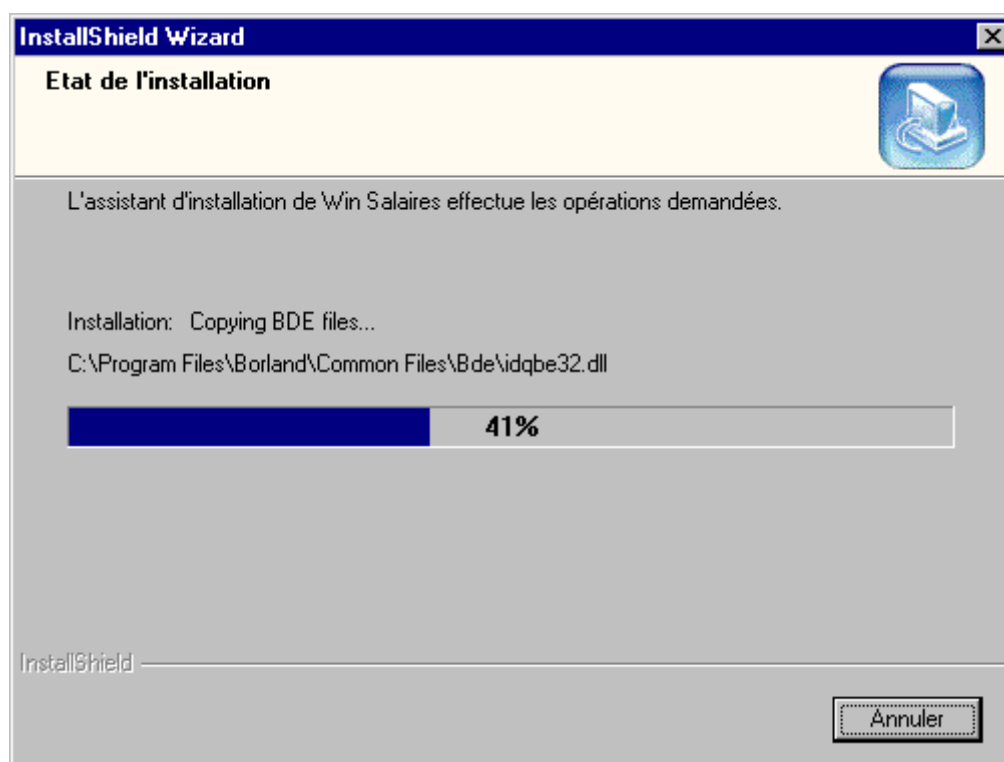 InstallShield Wizard
Etat de l'installation
L'assistant d'installation de Win Salaires effectue les opérations demandées.
Installation: Copying BDE files...
C:\Program Files\Borland\Common Files\Bde\idqbe32.dll
41%
InstallShield
Annuler